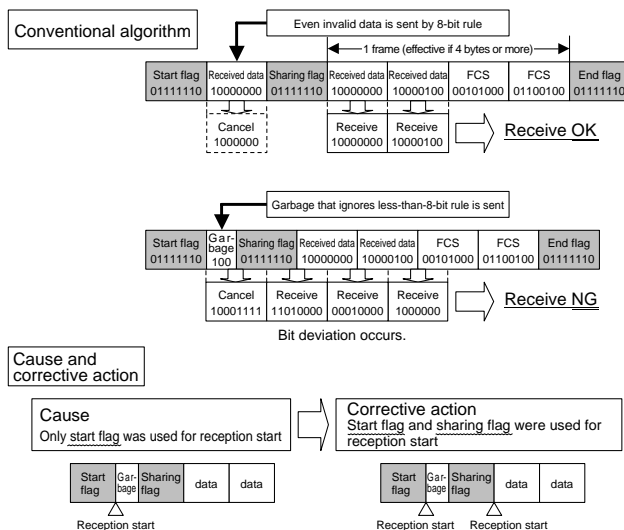 Conventional algorithm
Even invalid data is sent by 8-bit rule
1 frame (effective if 4 bytes or more)
Start flag Received data Sharing flag Received data Received data FCS FCS End flag
01111110 10000000 01111110 10000000 10000100 00101000 01100100 01111110
Cancel Receive Receive
1000000 10000000 10000100
Receive OK
Garbage that ignores less-than-8-bit rule is sent
Start flag Gar- Sharing flag Received data Received data FCS FCS End flag
01111110 bage 01111110 10000000 10000100 00101000 01100100 01111110
100
Cancel Receive Receive Receive
10001111 11010000 00010000 1000000
Receive NG
Bit deviation occurs.
Cause and
corrective action
Cause
Only start flag was used for reception start
Corrective action
Start flag and sharing flag were used for
reception start
Start Gar- Sharing data data
flag bage flag
Reception start
Start Gar- Sharing data data
flag bage flag
Reception start Reception start